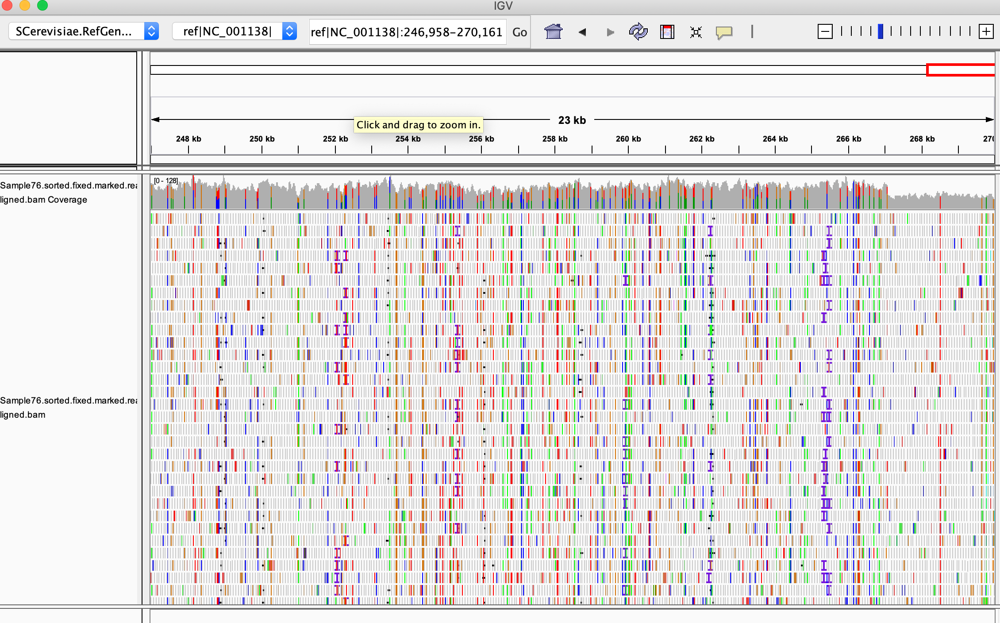 IGV
SCerevisiae.RefGen...
ref|NC_001138|
ref|NC_001138|:246,958-270,161
Go
23 kb
Click and drag to zoom in.
248 kb
250 kb
252 kb
254 kb
256 kb
258 kb
260 kb
262 kb
264 kb
266 kb
268 kb
270
[0 - 128]
Sample76.sorted.fixed.marked.rea
ligned.bam Coverage
Sample76.sorted.fixed.marked.rea
ligned.bam